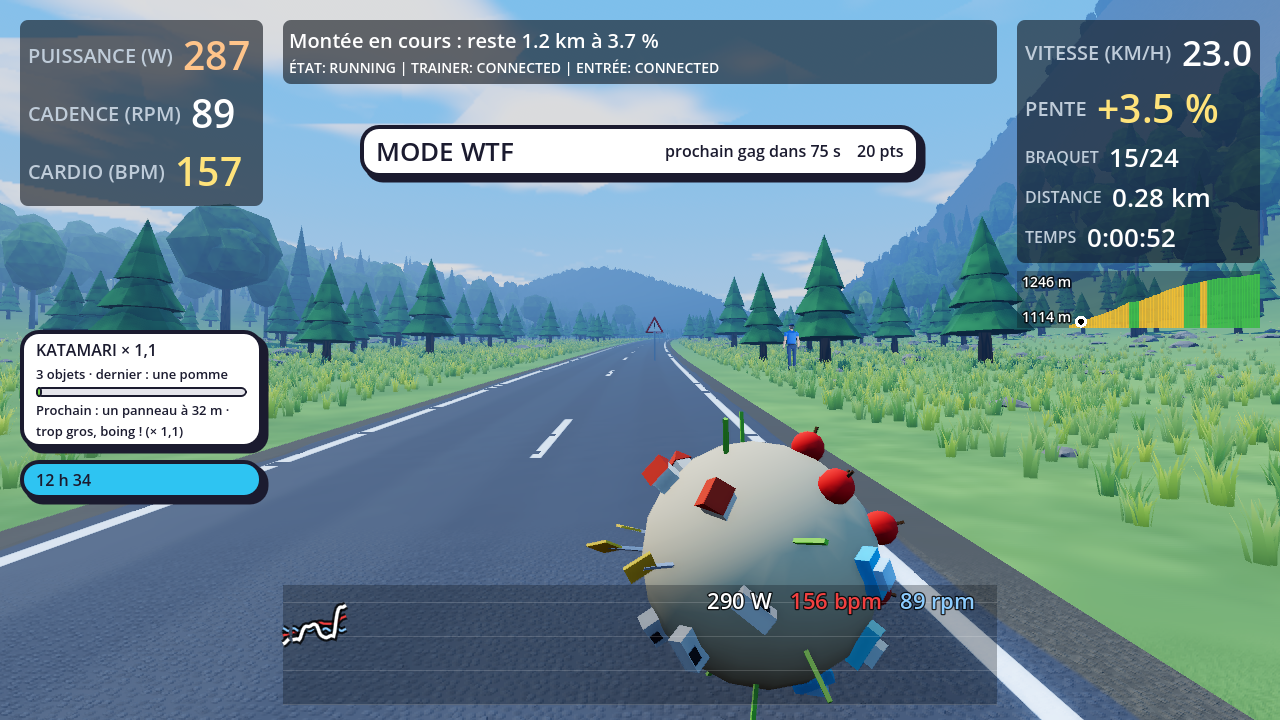 PUISSANCE (W) 287
CADENCE (RPM) 89
CARDIO (BPM) 157
Montée en cours : reste 1.2 km à 3.7 %
ÉTAT: RUNNING | TRAINER: CONNECTED | ENTRÉE: CONNECTED
MODE WTF prochain gag dans 75 s 20 pts
VITESSE (KM/H) 23.0
PENTE +3.5 %
BRAQUET 15/24
DISTANCE 0.28 km
TEMPS 0:00:52
1246 m
1114 m
KATAMARI × 1,1
3 objets · dernier : une pomme
Prochain : un panneau à 32 m ·
trop gros, boing ! (× 1,1)
12 h 34
290 W 156 bpm 89 rpm